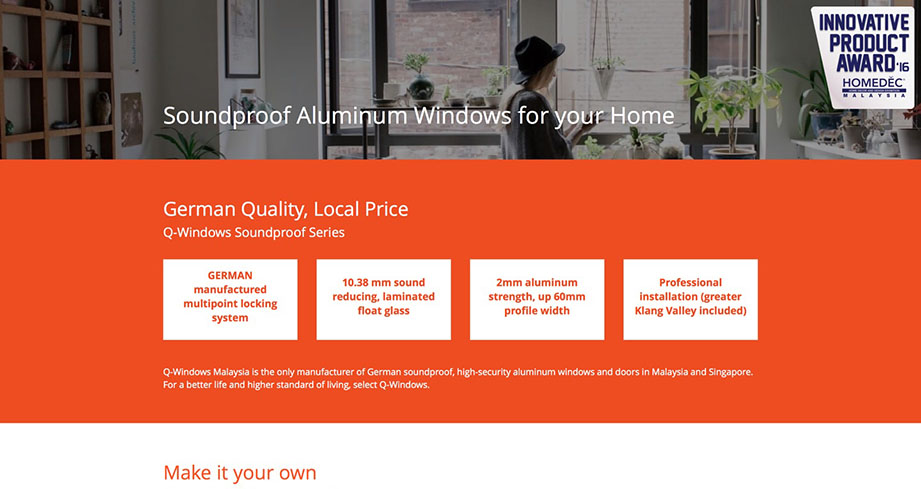 INNOVATIVE
PRODUCT
AWARD '16
HOMEDĒC
MALAYSIA
Soundproof Aluminum Windows for your Home
German Quality, Local Price
Q-Windows Soundproof Series
GERMAN
manufactured
multipoint locking
system
10.38 mm sound
reducing, laminated
float glass
2mm aluminum
strength, up 60mm
profile width
Professional
installation (greater
Klang Valley included)
Q-Windows Malaysia is the only manufacturer of German soundproof, high-security aluminum windows and doors in Malaysia and Singapore.
For a better life and higher standard of living, select Q-Windows.
Make it your own